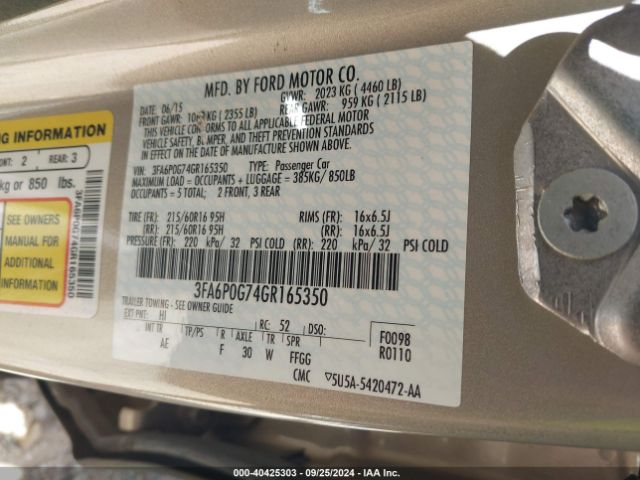 MFD. BY FORD MOTOR CO.
DATE: 06/15 GVWR: 2023 KG ( 4460 LB)
FRONT GAWR: KG ( 2355 LB) GAWR: 959 KG ( 2115 LB)
THIS VEHICLE CONFORMS TO ALL APPLICABLE FEDERAL MOTOR
VEHICLE SAFETY, BUMPER, AND THEFT PREVENTION STANDARDS
IN EFFECT ON THE DATE OF MANUFACTURE SHOWN ABOVE.
VIN: 3FA6P0G74GR165350 TYPE: Passenger Car
MAXIMUM LOAD = OCCUPANTS + LUGGAGE = 385KG/ 850LB
OCCUPANTS = 5 TOTAL; 2 FRONT, 3 REAR
TIRE (FR): 215/60R16 95H RIMS (FR): 16x6.5J
(RR): 215/60R16 95H (RR): 16x6.5J
PRESSURE (FR): 220 kPa/ 32 PSI COLD (RR): 220 kPa/ 32 PSI COLD
3FA6P0G74GR165350
TRAILER TOWING - SEE OWNER GUIDE
EXT PNT: HI RC: 52 DSO:
INT TR TP/PS R AXLE TR SPR F0098
AE F 30 W FFGG R0110
CMC ▽5U5A-5420472-AA
INFORMATION
FRONT: 2 REAR: 3
kg or 850 lbs.
SEE OWNERS
MANUAL FOR
ADDITIONAL
INFORMATION
3FA6P0G74GR165350
000-40425303 - 09/25/2024 - IAA Inc.